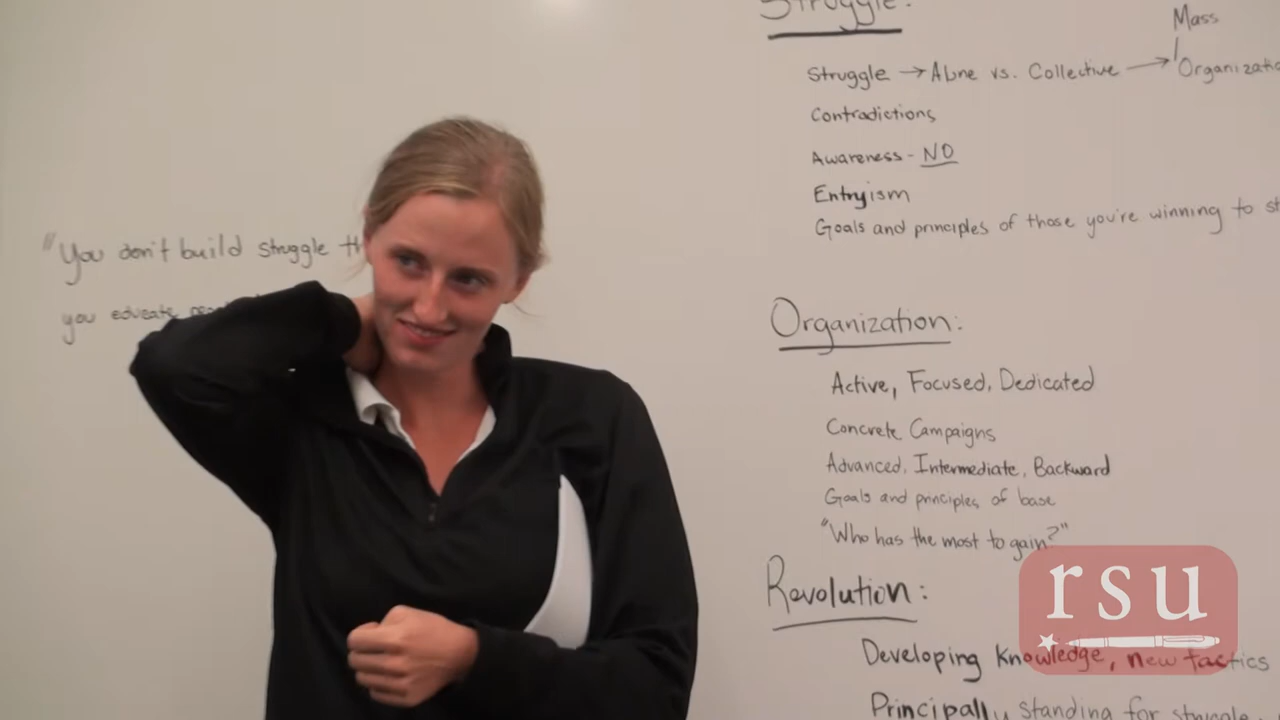 Struggle:
Mass
Struggle → Alone vs. Collective → Organizatio
Contradictions
Awareness - NO
Entryism
Goals and principles of those you're winning to st
"You don't build struggle th
you educate
Organization:
Active, Focused, Dedicated
Concrete Campaigns
Advanced, Intermediate, Backward
Goals and principles of base
"Who has the most to gain?"
Revolution:
rsu
Developing knowledge, new tactics
Principally standing for struggle